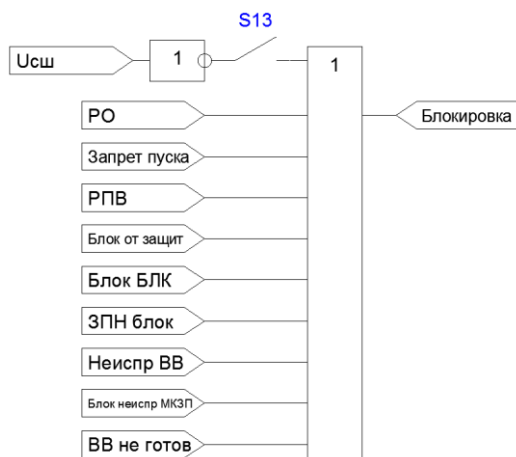 S13
Uсш
1
1
РО
Блокировка
Запрет пуска
РПВ
Блок от защит
Блок БЛК
ЗПН блок
Неиспр ВВ
Блок неиспр МКЗП
ВВ не готов